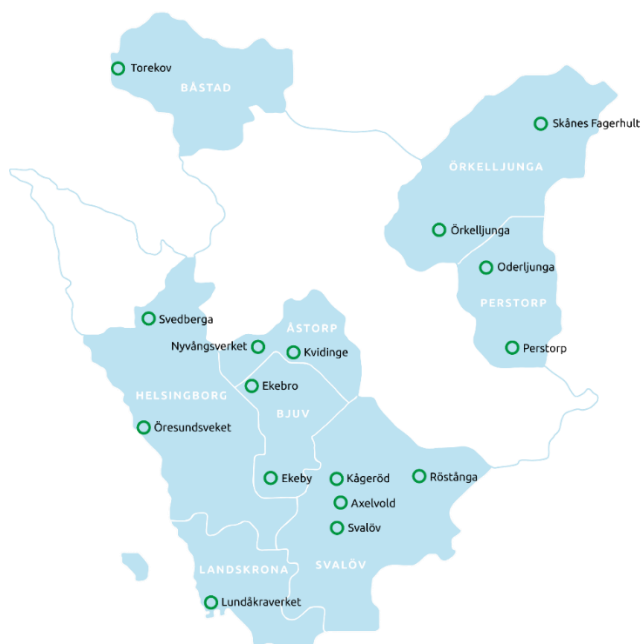 Torekov
BÅSTAD
Skånes Fagerhult
ÖRKELLJUNGA
Örkelljunga
Oderljunga
PERSTORP
Svedberga
ÅSTORP
Nyvångsverket
Kvidinge
Perstorp
Ekebro
HELSINGBORG
BJUV
Öresundsveket
Ekeby
Kågeröd
Röstånga
Axelvold
Svalöv
LANDSKRONA
SVALÖV
Lundåkraverket